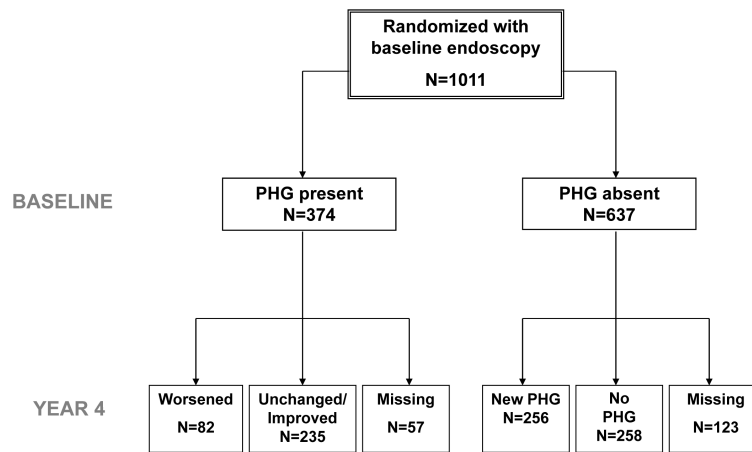 Randomized with
baseline endoscopy
N=1011
BASELINE
PHG present
N=374
PHG absent
N=637
YEAR 4
Worsened
N=82
Unchanged/
Improved
N=235
Missing
N=57
New PHG
N=256
No
PHG
N=258
Missing
N=123